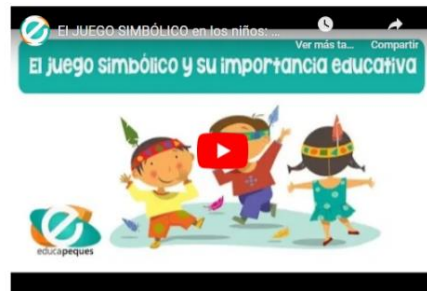 El JUEGO SIMBÓLICO en los niños: ...
Ver más ta...
Compartir
El juego simbólico y su importancia educativa
educapeques